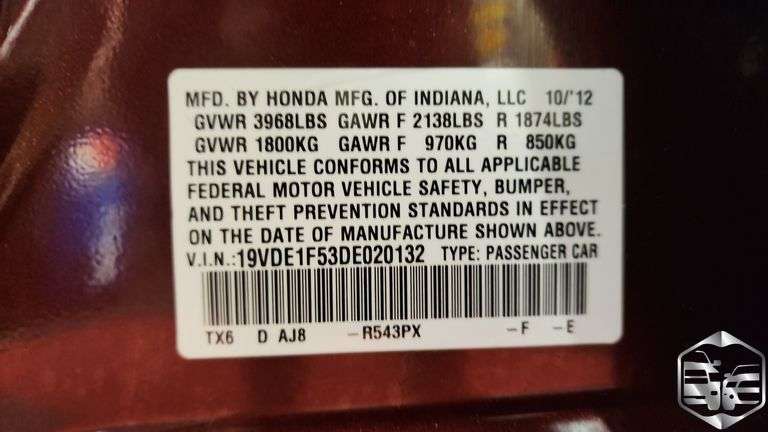 MFD. BY HONDA MFG. OF INDIANA, LLC 10/'12
GVWR 3968LBS GAWR F 2138LBS R 1874LBS
GVWR 1800KG GAWR F 970KG R 850KG
THIS VEHICLE CONFORMS TO ALL APPLICABLE
FEDERAL MOTOR VEHICLE SAFETY, BUMPER,
AND THEFT PREVENTION STANDARDS IN EFFECT
ON THE DATE OF MANUFACTURE SHOWN ABOVE.
V.I.N.:19VDE1F53DE020132 TYPE: PASSENGER CAR
TX6 D AJ8 -R543PX -F -E